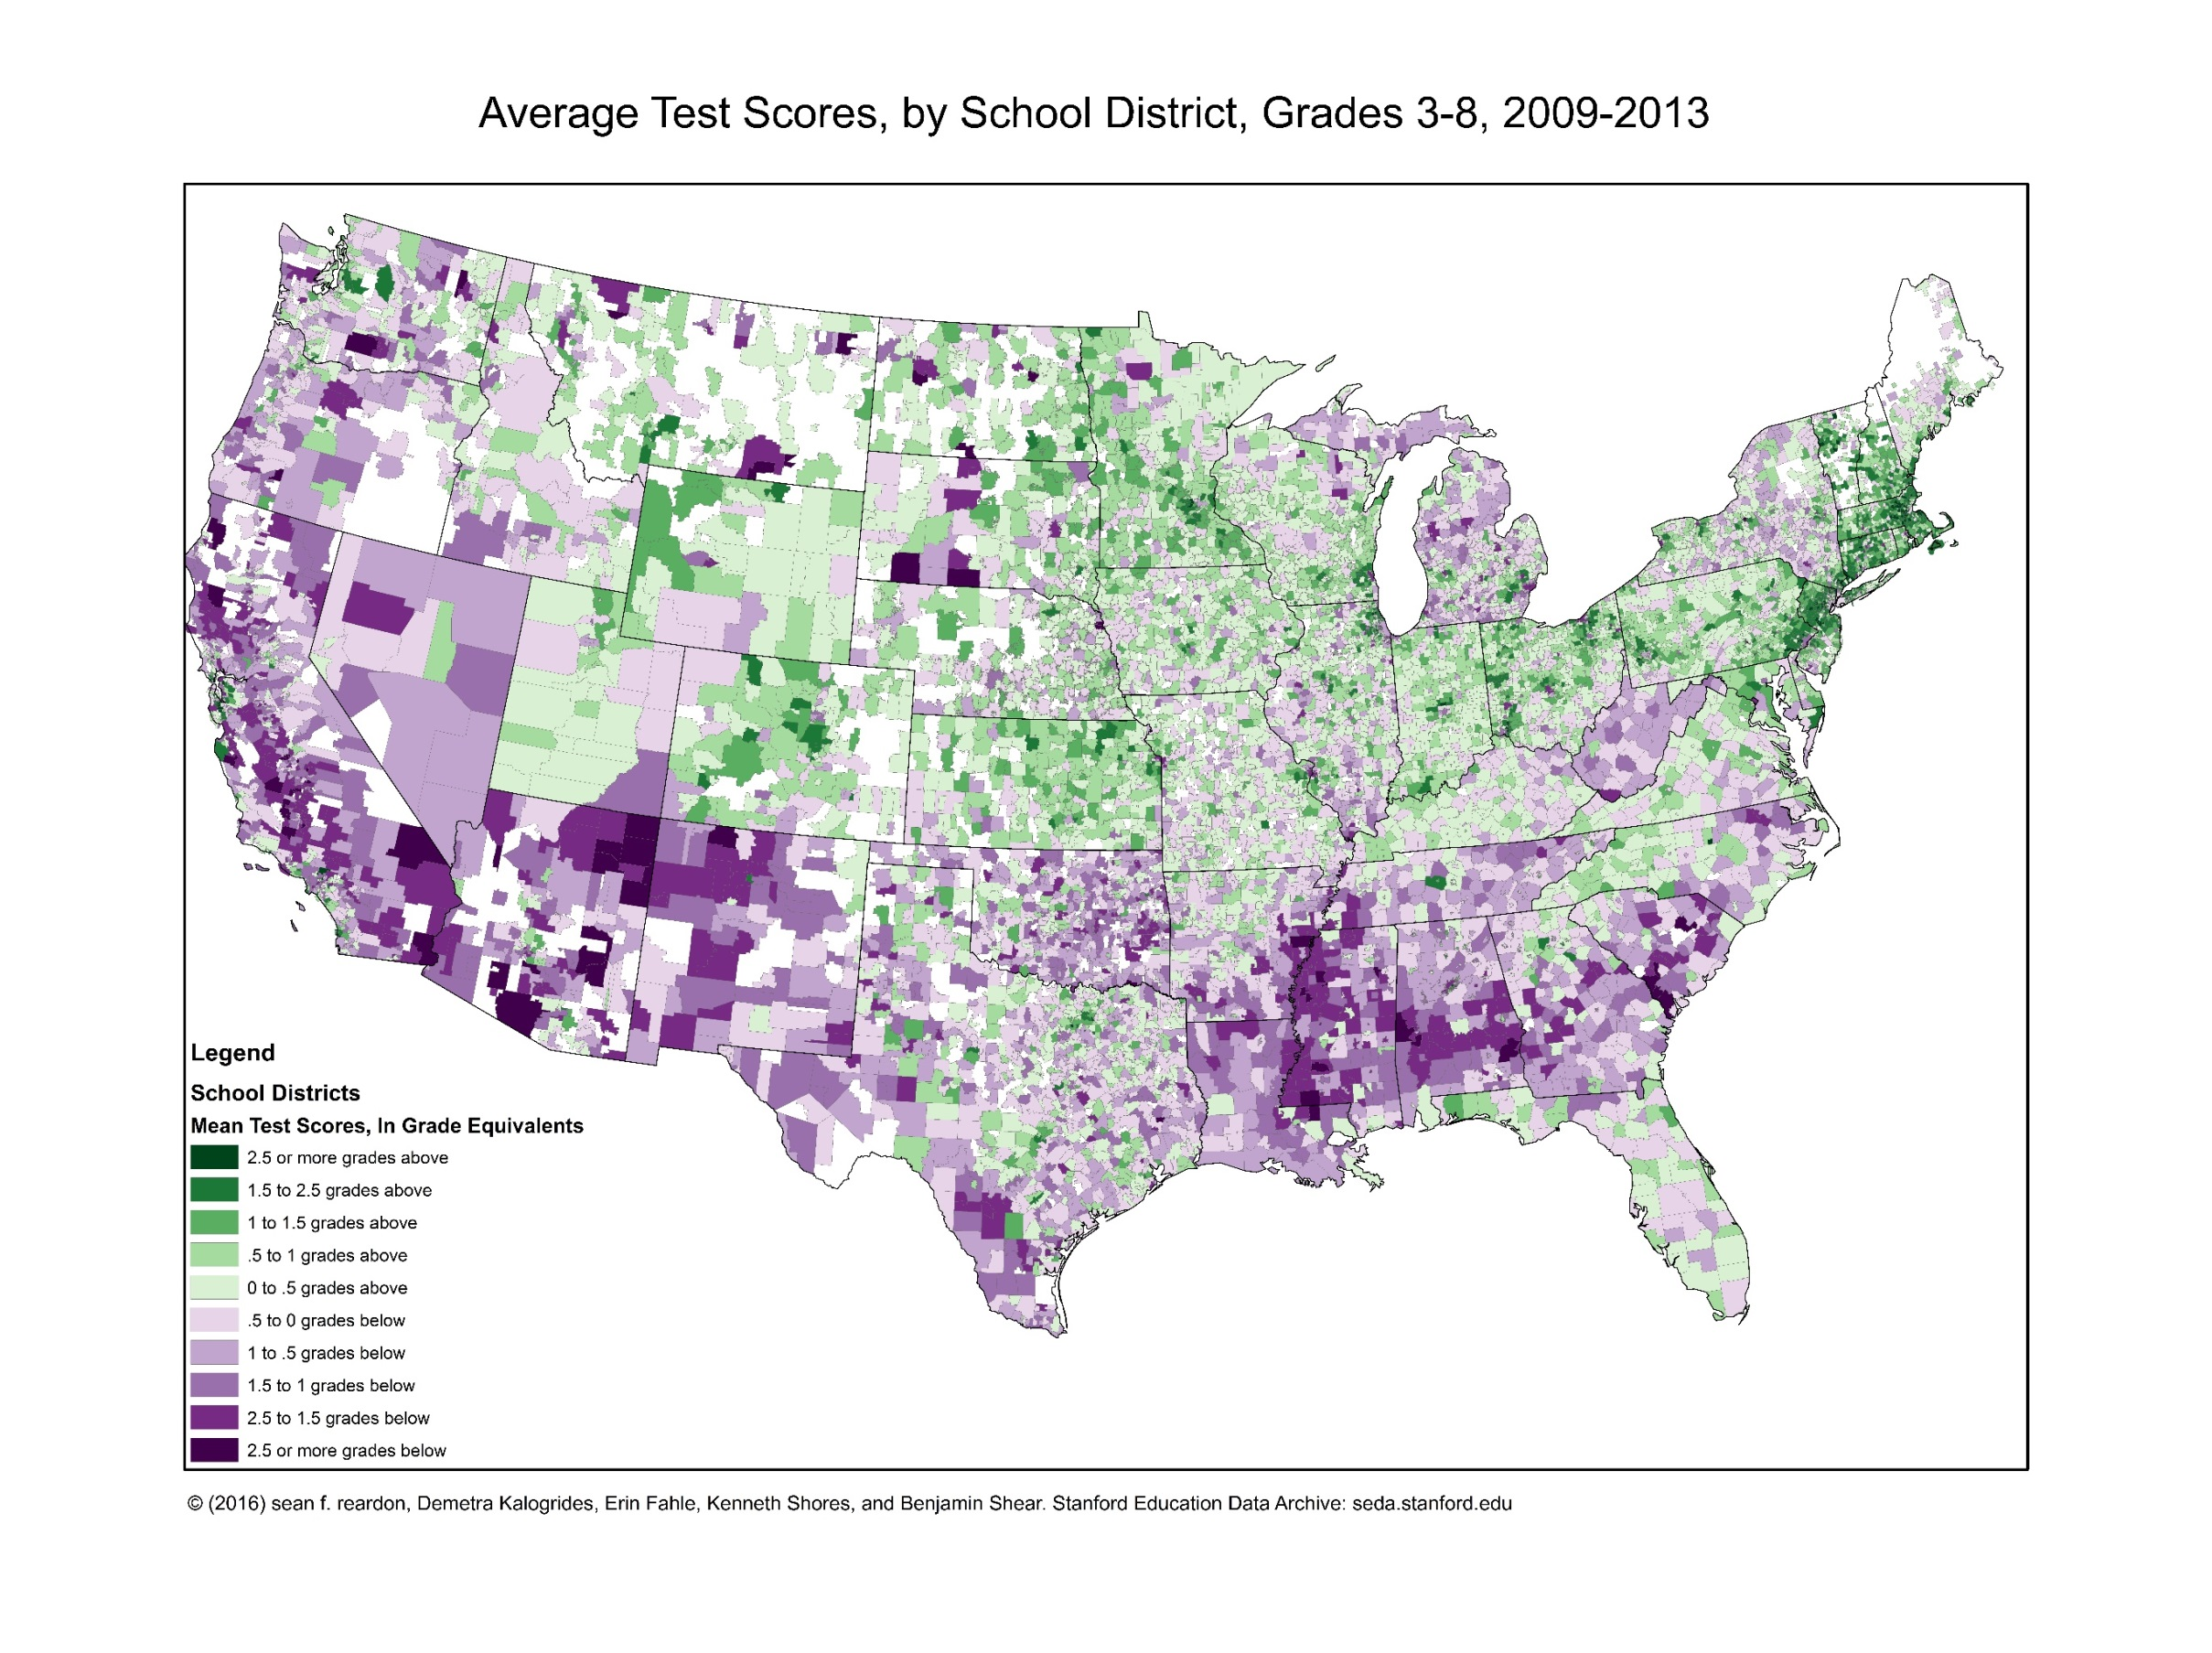 Average Test Scores, by School District, Grades 3-8, 2009-2013
Legend
School Districts
Mean Test Scores, In Grade Equivalents
2.5 or more grades above
1.5 to 2.5 grades above
1 to 1.5 grades above
.5 to 1 grades above
0 to .5 grades above
.5 to 0 grades below
1 to .5 grades below
1.5 to 1 grades below
2.5 to 1.5 grades below
2.5 or more grades below
© (2016) sean f. reardon, Demetra Kalogrides, Erin Fahle, Kenneth Shores, and Benjamin Shear. Stanford Education Data Archive: seda.stanford.edu